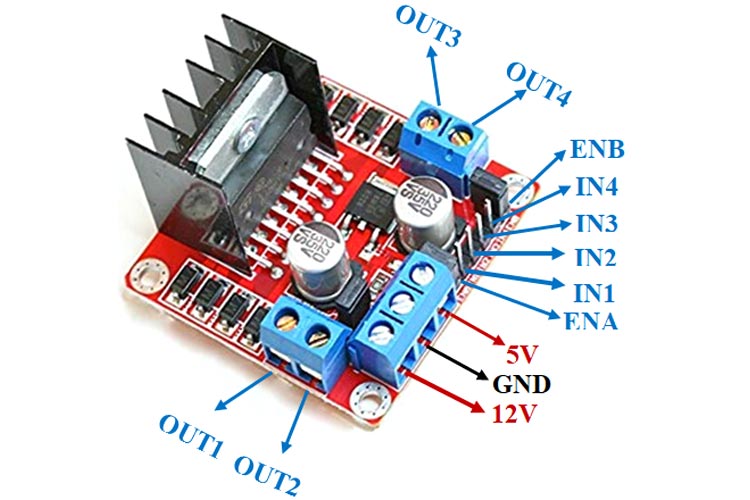 OUT3
OUT4
ENB
IN4
IN3
IN2
IN1
ENA
5V
GND
12V
OUT1
OUT2